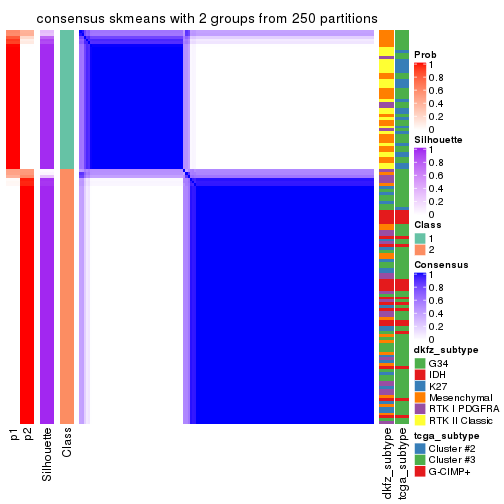 consensus skmeans with 2 groups from 250 partitions
Prob
1
0.8
0.6
0.4
0.2
0
Silhouette
1
0.8
0.6
0.4
0.2
0
Class
1
2
Consensus
1
0.8
0.6
0.4
0.2
0
dkfz_subtype
G34
IDH
K27
Mesenchymal
RTK I PDGFRA
RTK II Classic
tcga_subtype
Cluster #2
Cluster #3
G-CIMP+
p1
p2
Silhouette
Class
dkfz_subtype
tcga_subtype